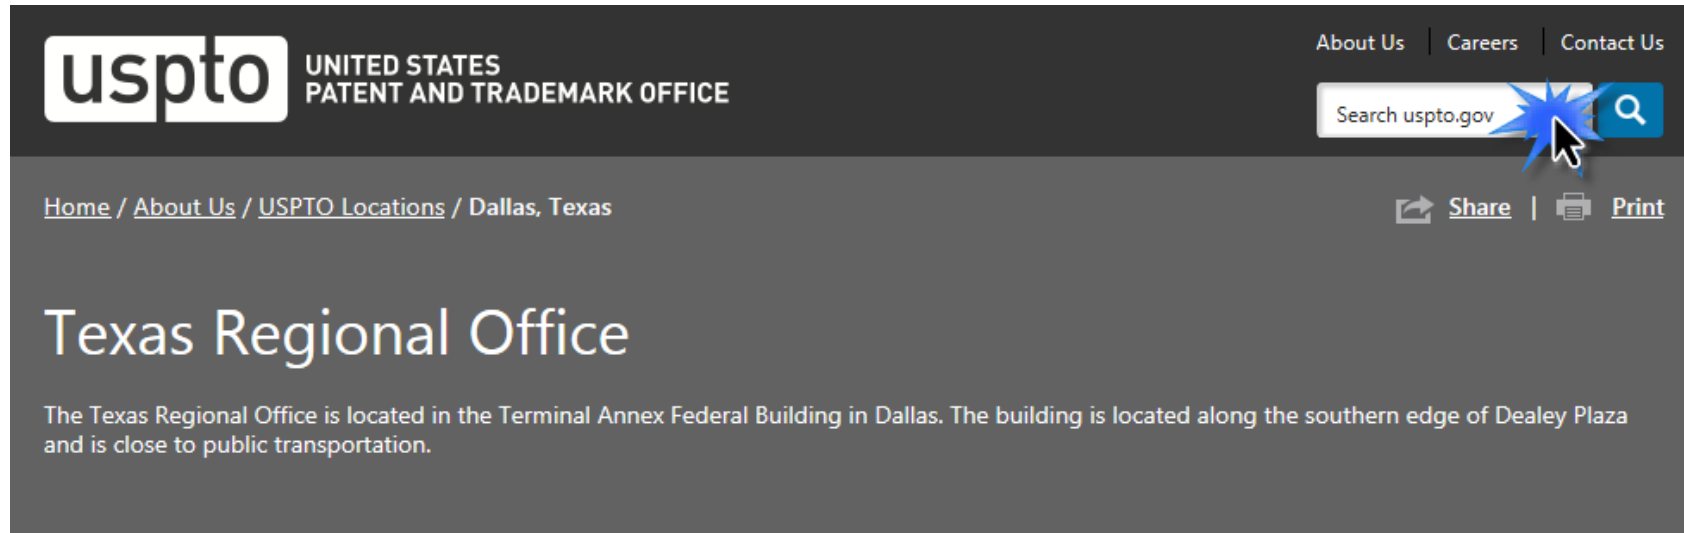 uspto UNITED STATES
PATENT AND TRADEMARK OFFICE
About Us Careers Contact Us
Search uspto.gov
Home / About Us / USPTO Locations / Dallas, Texas
Share | Print
Texas Regional Office
The Texas Regional Office is located in the Terminal Annex Federal Building in Dallas. The building is located along the southern edge of Dealey Plaza
and is close to public transportation.